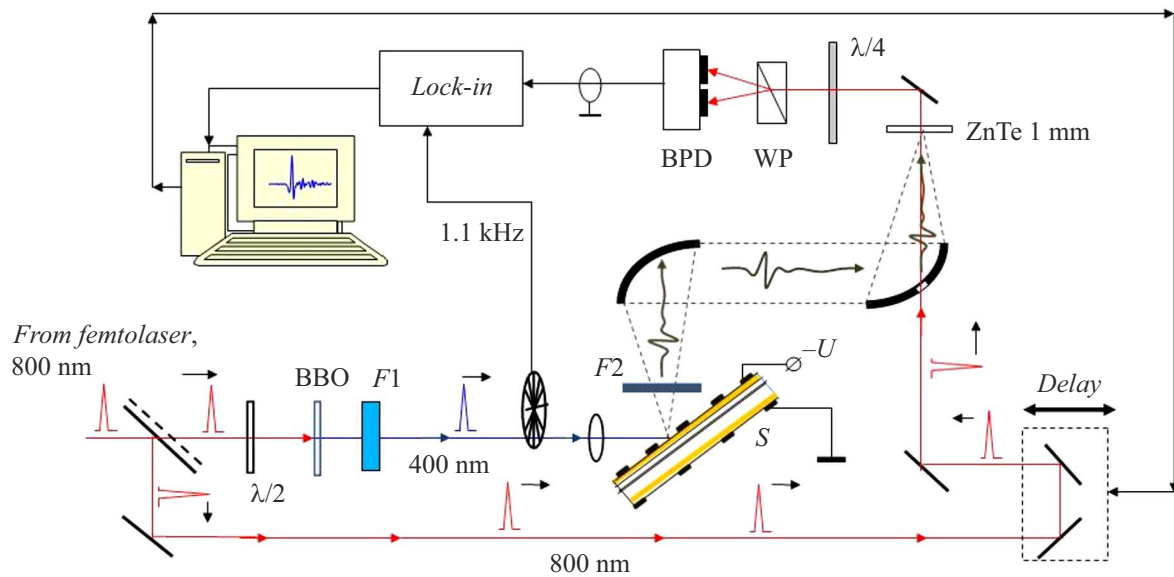 λ/4
Lock-in
ZnTe 1 mm
BPD
WP
1.1 kHz
From femtolaser,
800 nm
–U
BBO
F1
F2
Delay
S
400 nm
λ/2
800 nm